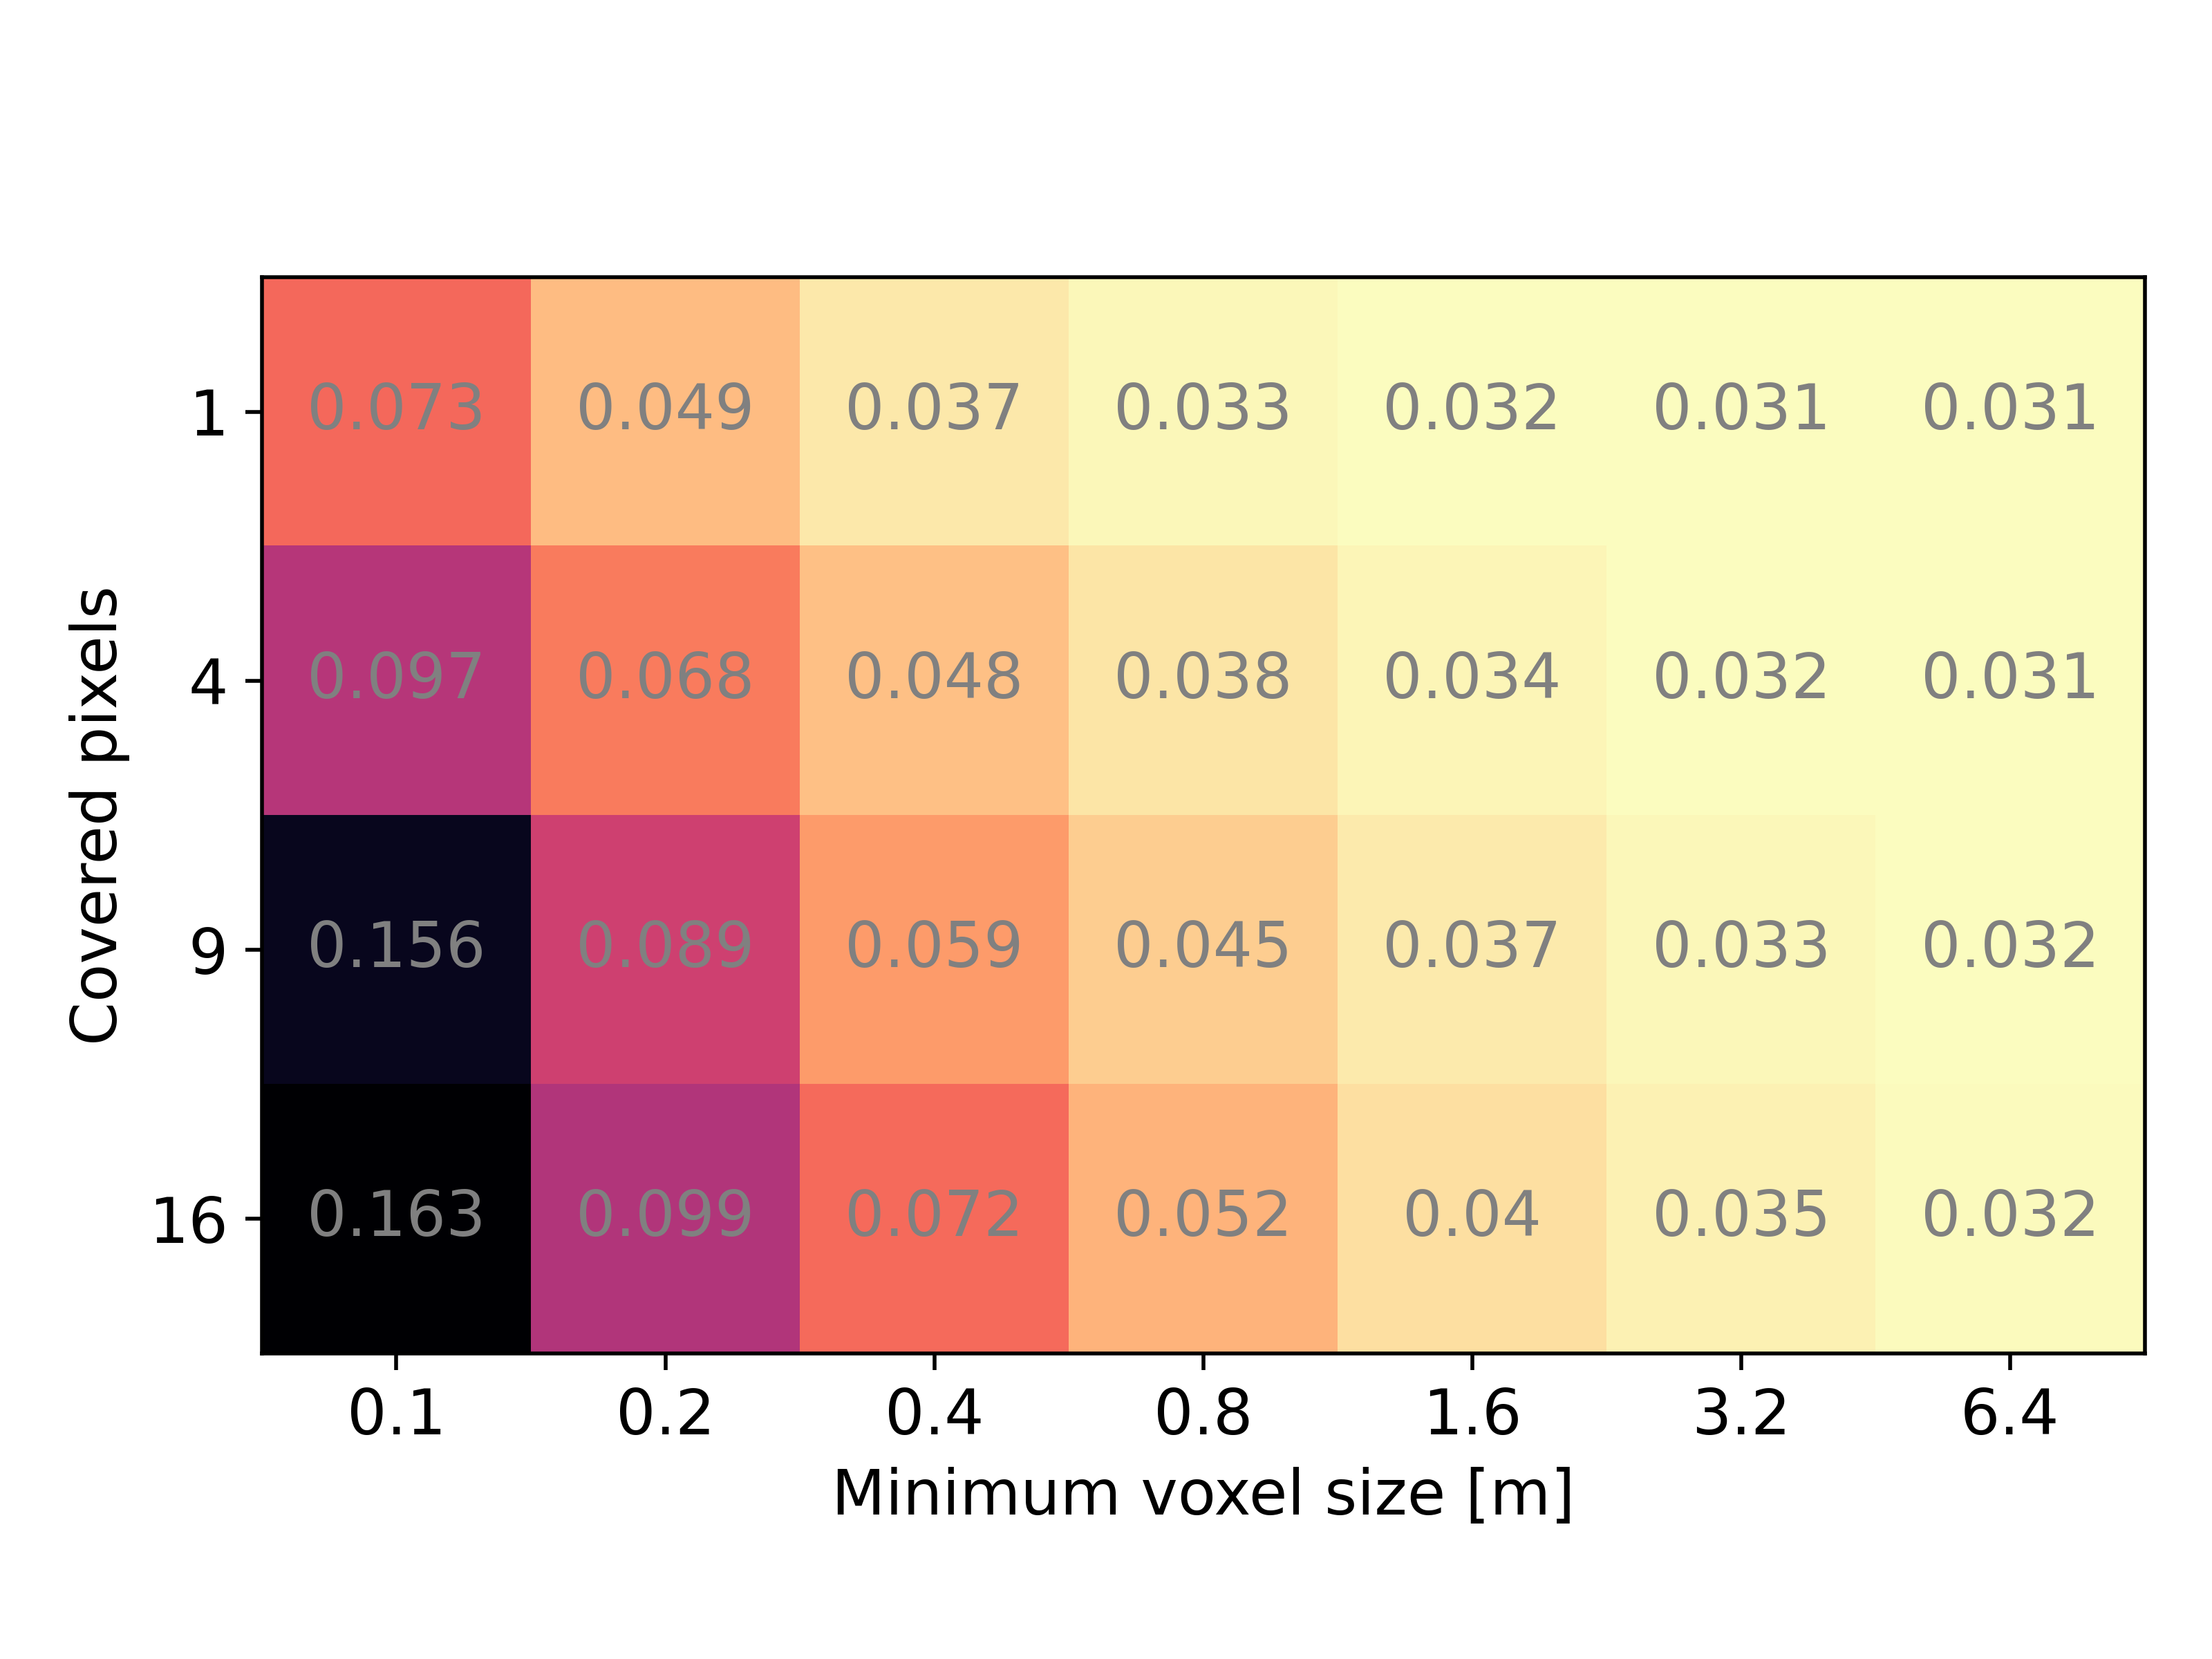 Covered pixels
1 0.073 0.049 0.037 0.033 0.032 0.031 0.031
4 0.097 0.068 0.048 0.038 0.034 0.032 0.031
9 0.156 0.089 0.059 0.045 0.037 0.033 0.032
16 0.163 0.099 0.072 0.052 0.04 0.035 0.032
0.1 0.2 0.4 0.8 1.6 3.2 6.4
Minimum voxel size [m]